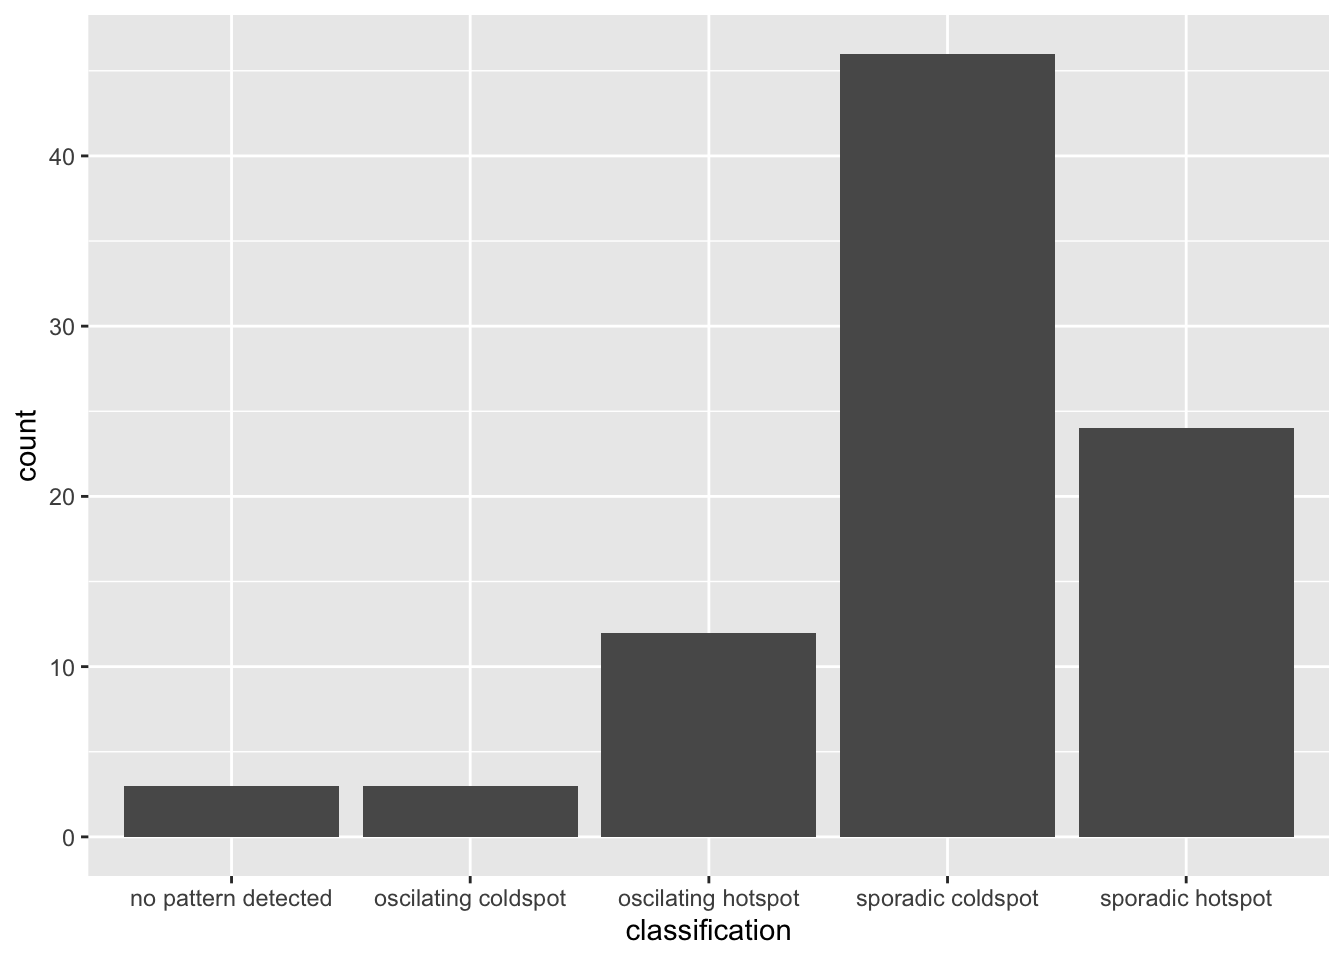 count
40
30
20
10
0
no pattern detected oscilating coldspot oscilating hotspot sporadic coldspot sporadic hotspot
classification